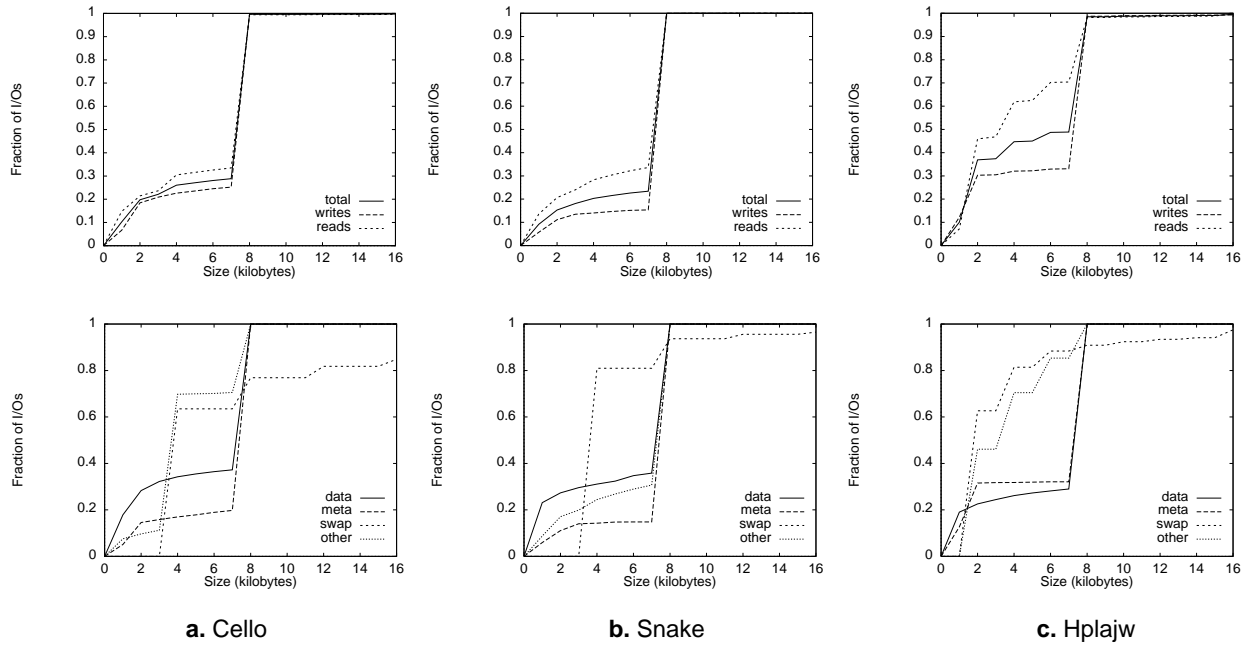 1
0.9
0.8
0.7
0.6
0.5
0.4
0.3
0.2
0.1
0
Fraction of I/Os
total
writes
reads
0 2 4 6 8 10 12 14 16
Size (kilobytes)
1
0.9
0.8
0.7
0.6
0.5
0.4
0.3
0.2
0.1
0
Fraction of I/Os
total
writes
reads
0 2 4 6 8 10 12 14 16
Size (kilobytes)
1
0.9
0.8
0.7
0.6
0.5
0.4
0.3
0.2
0.1
0
Fraction of I/Os
total
writes
reads
0 2 4 6 8 10 12 14 16
Size (kilobytes)
1
0.8
0.6
0.4
0.2
0
Fraction of I/Os
data
meta
swap
other
0 2 4 6 8 10 12 14 16
Size (kilobytes)
1
0.8
0.6
0.4
0.2
0
Fraction of I/Os
data
meta
swap
other
0 2 4 6 8 10 12 14 16
Size (kilobytes)
1
0.8
0.6
0.4
0.2
0
Fraction of I/Os
data
meta
swap
other
0 2 4 6 8 10 12 14 16
Size (kilobytes)
a. Cello
b. Snake
c. Hplajw